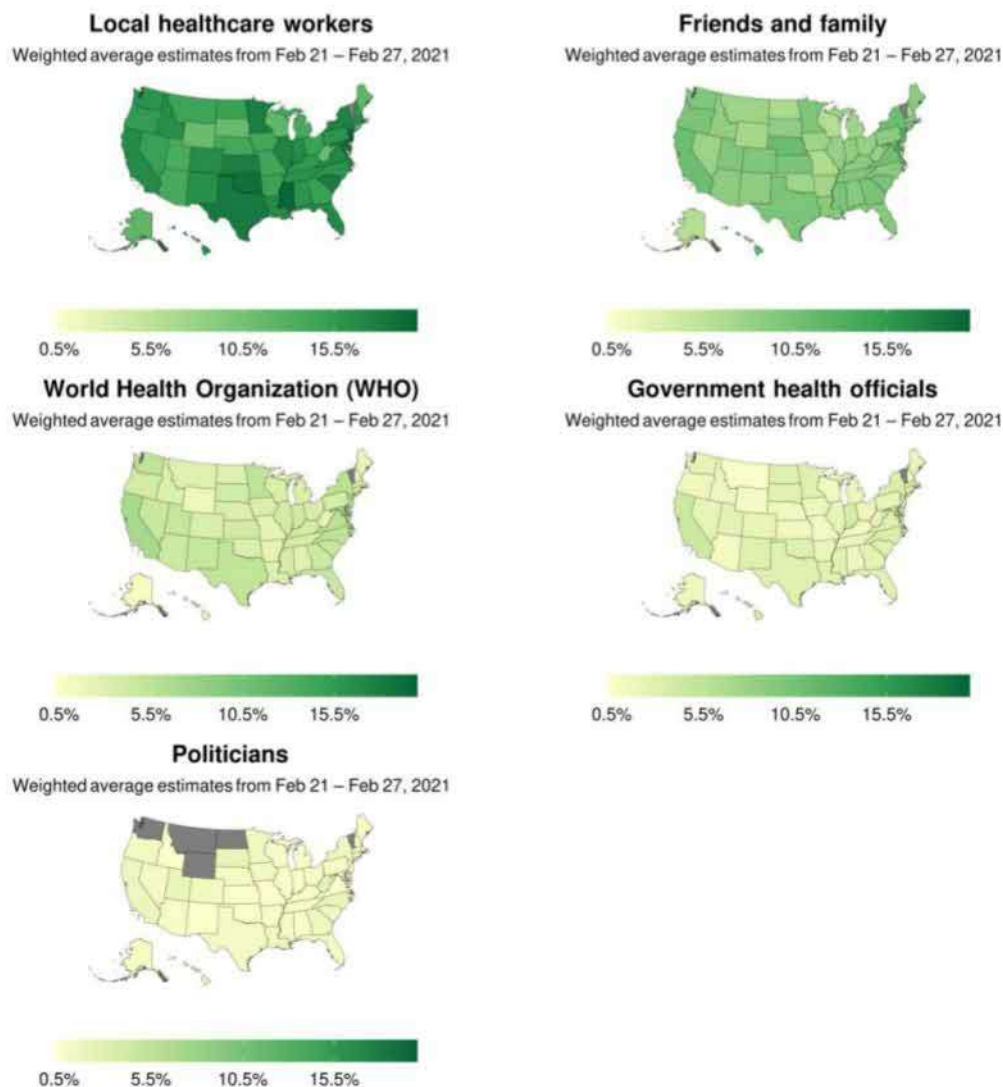 Local healthcare workers
Weighted average estimates from Feb 21 – Feb 27, 2021
0.5% 5.5% 10.5% 15.5%
Friends and family
Weighted average estimates from Feb 21 – Feb 27, 2021
0.5% 5.5% 10.5% 15.5%
World Health Organization (WHO)
Weighted average estimates from Feb 21 – Feb 27, 2021
0.5% 5.5% 10.5% 15.5%
Government health officials
Weighted average estimates from Feb 21 – Feb 27, 2021
0.5% 5.5% 10.5% 15.5%
Politicians
Weighted average estimates from Feb 21 – Feb 27, 2021
0.5% 5.5% 10.5% 15.5%